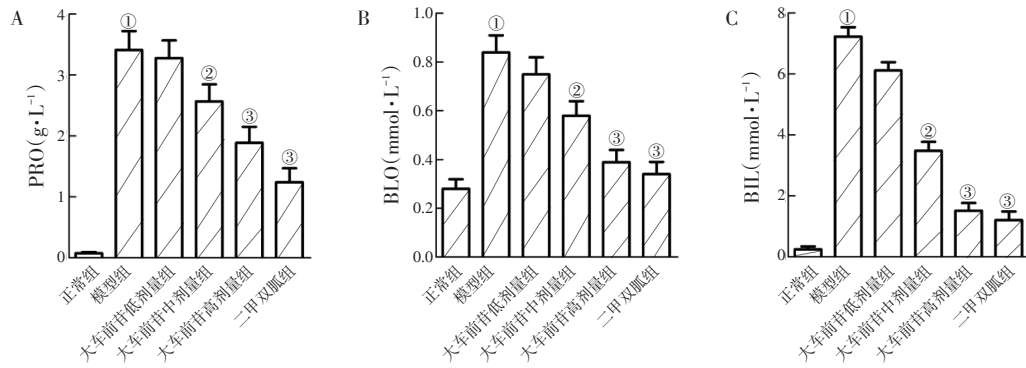 A
PRO(g·L⁻¹)
4
3
2
1
0
①
②
③
③
正常组
模型组
大车前苷低剂量组
大车前苷中剂量组
大车前苷高剂量组
二甲双胍组
B
BLO(mmol·L⁻¹)
1.0
0.8
0.6
0.4
0.2
0.0
①
②
③
③
正常组
模型组
大车前苷低剂量组
大车前苷中剂量组
大车前苷高剂量组
二甲双胍组
C
BIL(mmol·L⁻¹)
8
6
4
2
0
①
②
③
③
正常组
模型组
大车前苷低剂量组
大车前苷中剂量组
大车前苷高剂量组
二甲双胍组